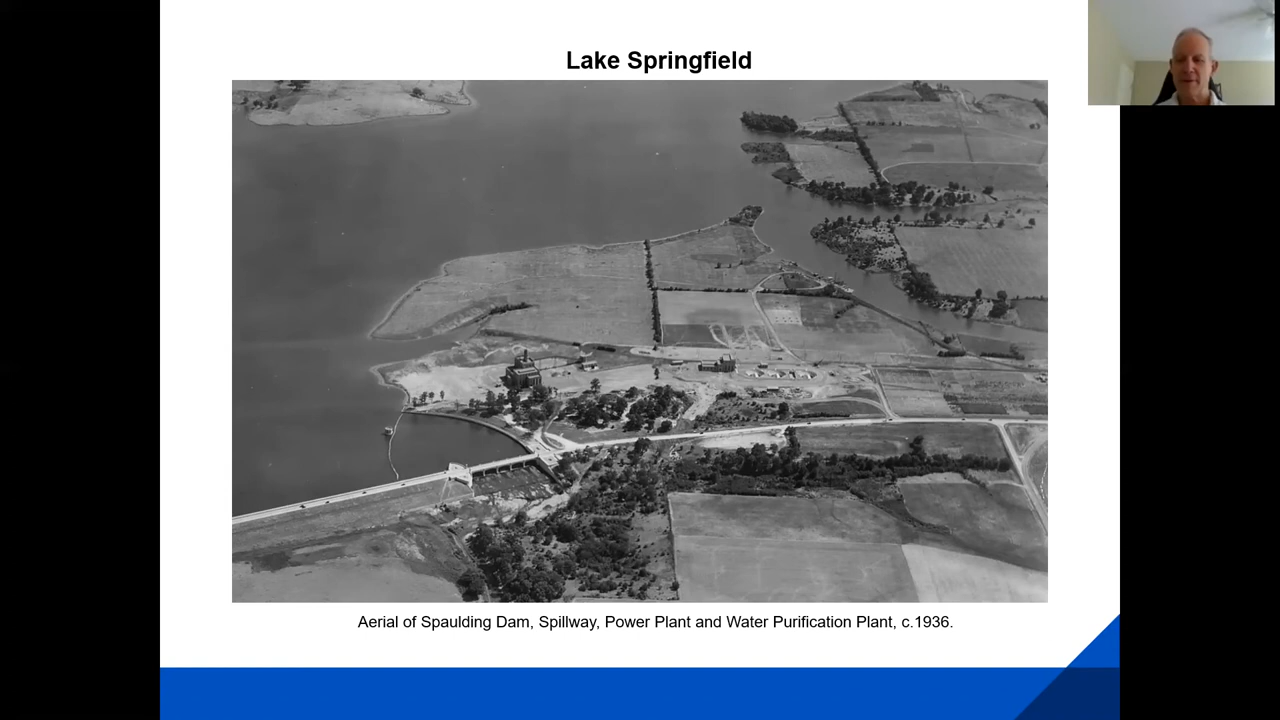 Lake Springfield
Aerial of Spaulding Dam, Spillway, Power Plant and Water Purification Plant, c.1936.